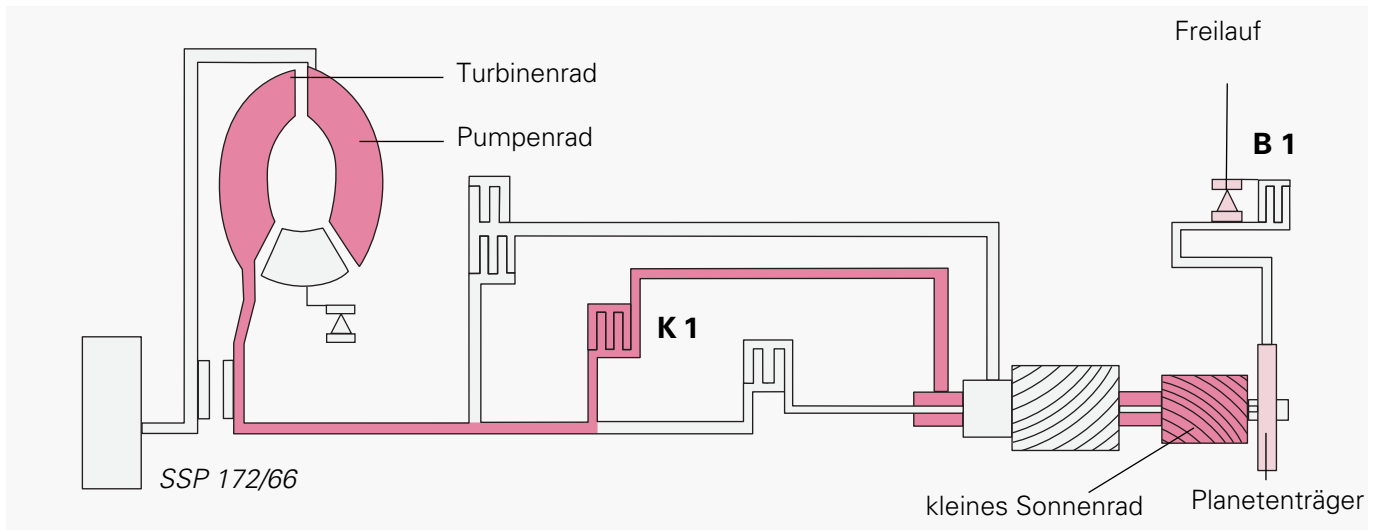 Freilauf
Turbinenrad
Pumpenrad
B 1
K 1
SSP 172/66
kleines Sonnenrad
Planetenträger